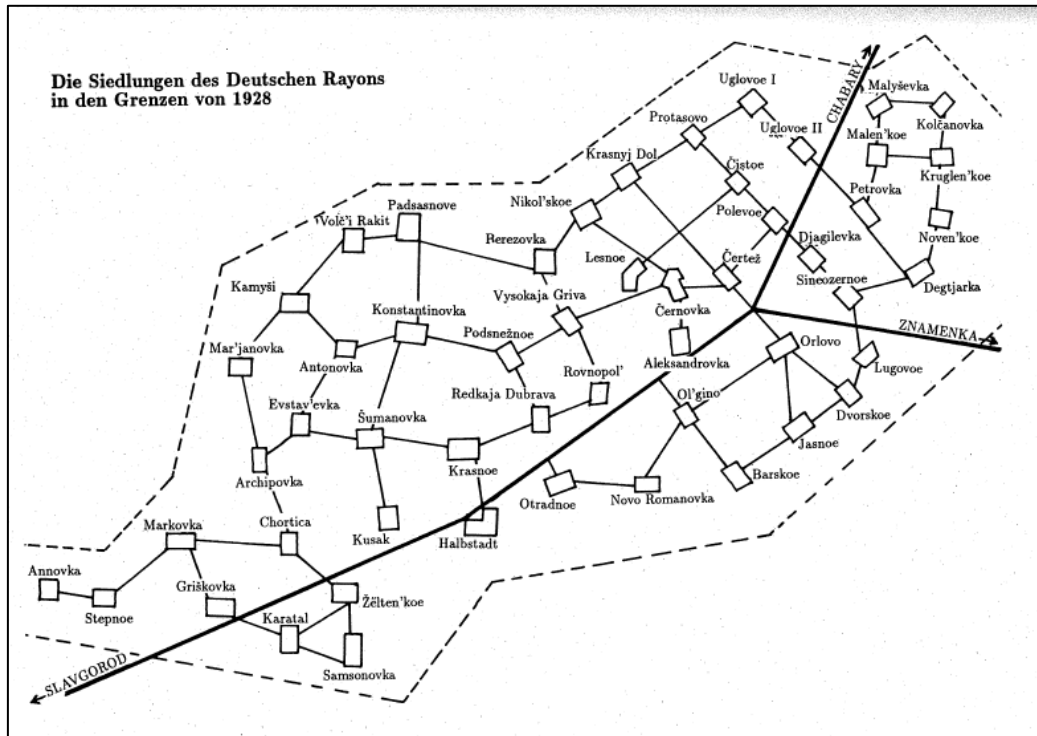 Die Siedlungen des Deutschen Rayons
in den Grenzen von 1928
CHABARY
Uglovoe I
Malyševka
Kolčanovka
Protasovo
Uglovoe II
Malen'koe
Krasnyj Dol
Čistoe
Kruglen'koe
Nikol'skoe
Polevoe
Petrovka
Padsasnove
Volč'i Rakit
Rerezovka
Lesnoe
Djagilevka
Noven'koe
Čertež
Sineozernoe
Degtjarka
Kamyši
Vysokaja Griva
Konstantinovka
Podsnežnoe
Černovka
ZNAMENKA
Mar'janovka
Antonovka
Rovnopol'
Aleksandrovka
Orlovo
Lugovoe
Evstav'evka
Šumanovka
Redkaja Dubrava
Ol'gino
Dvorskoe
Jasnoe
Archipovka
Krasnoe
Barskoe
Otradnoe
Novo Romanovka
Markovka
Chortica
Kusak
Halbstadt
Annovka
Griškovka
Stepnoe
Žëlten'koe
Karatal
Samsonovka
SLAVGOROD